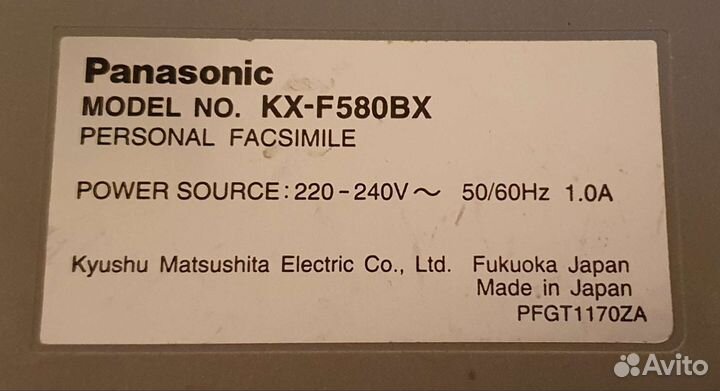 Panasonic
MODEL NO. KX-F580BX
PERSONAL FACSIMILE
POWER SOURCE: 220-240V～ 50/60Hz 1.0A
Kyushu Matsushita Electric Co., Ltd. Fukuoka Japan
Made in Japan
PFGT1170ZA
Avito